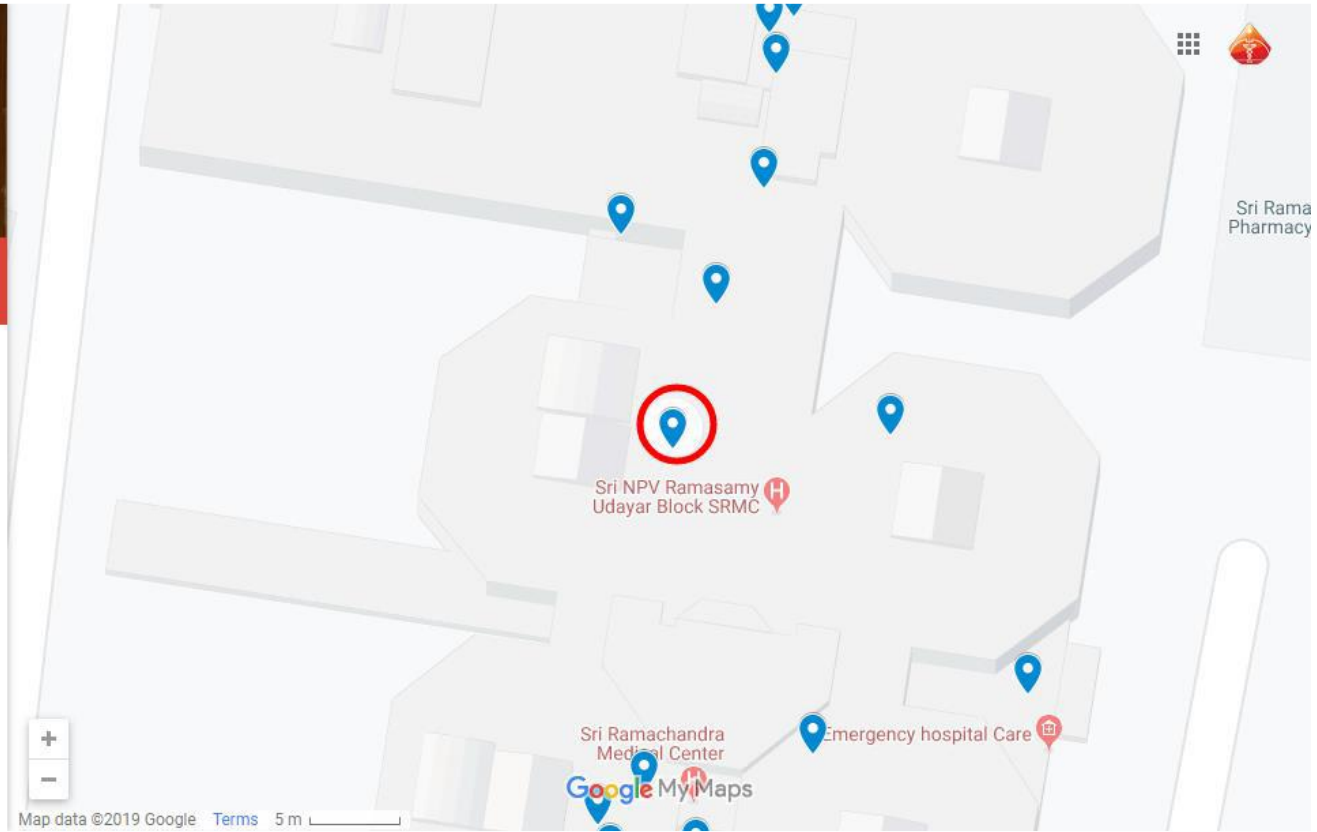 Sri Rama
Pharmacy
Sri NPV Ramasamy
Udayar Block SRMC
H
Sri Ramachandra
Medical Center
Emergency hospital Care
H
Google My Maps
+
−
Map data ©2019 Google Terms 5 m